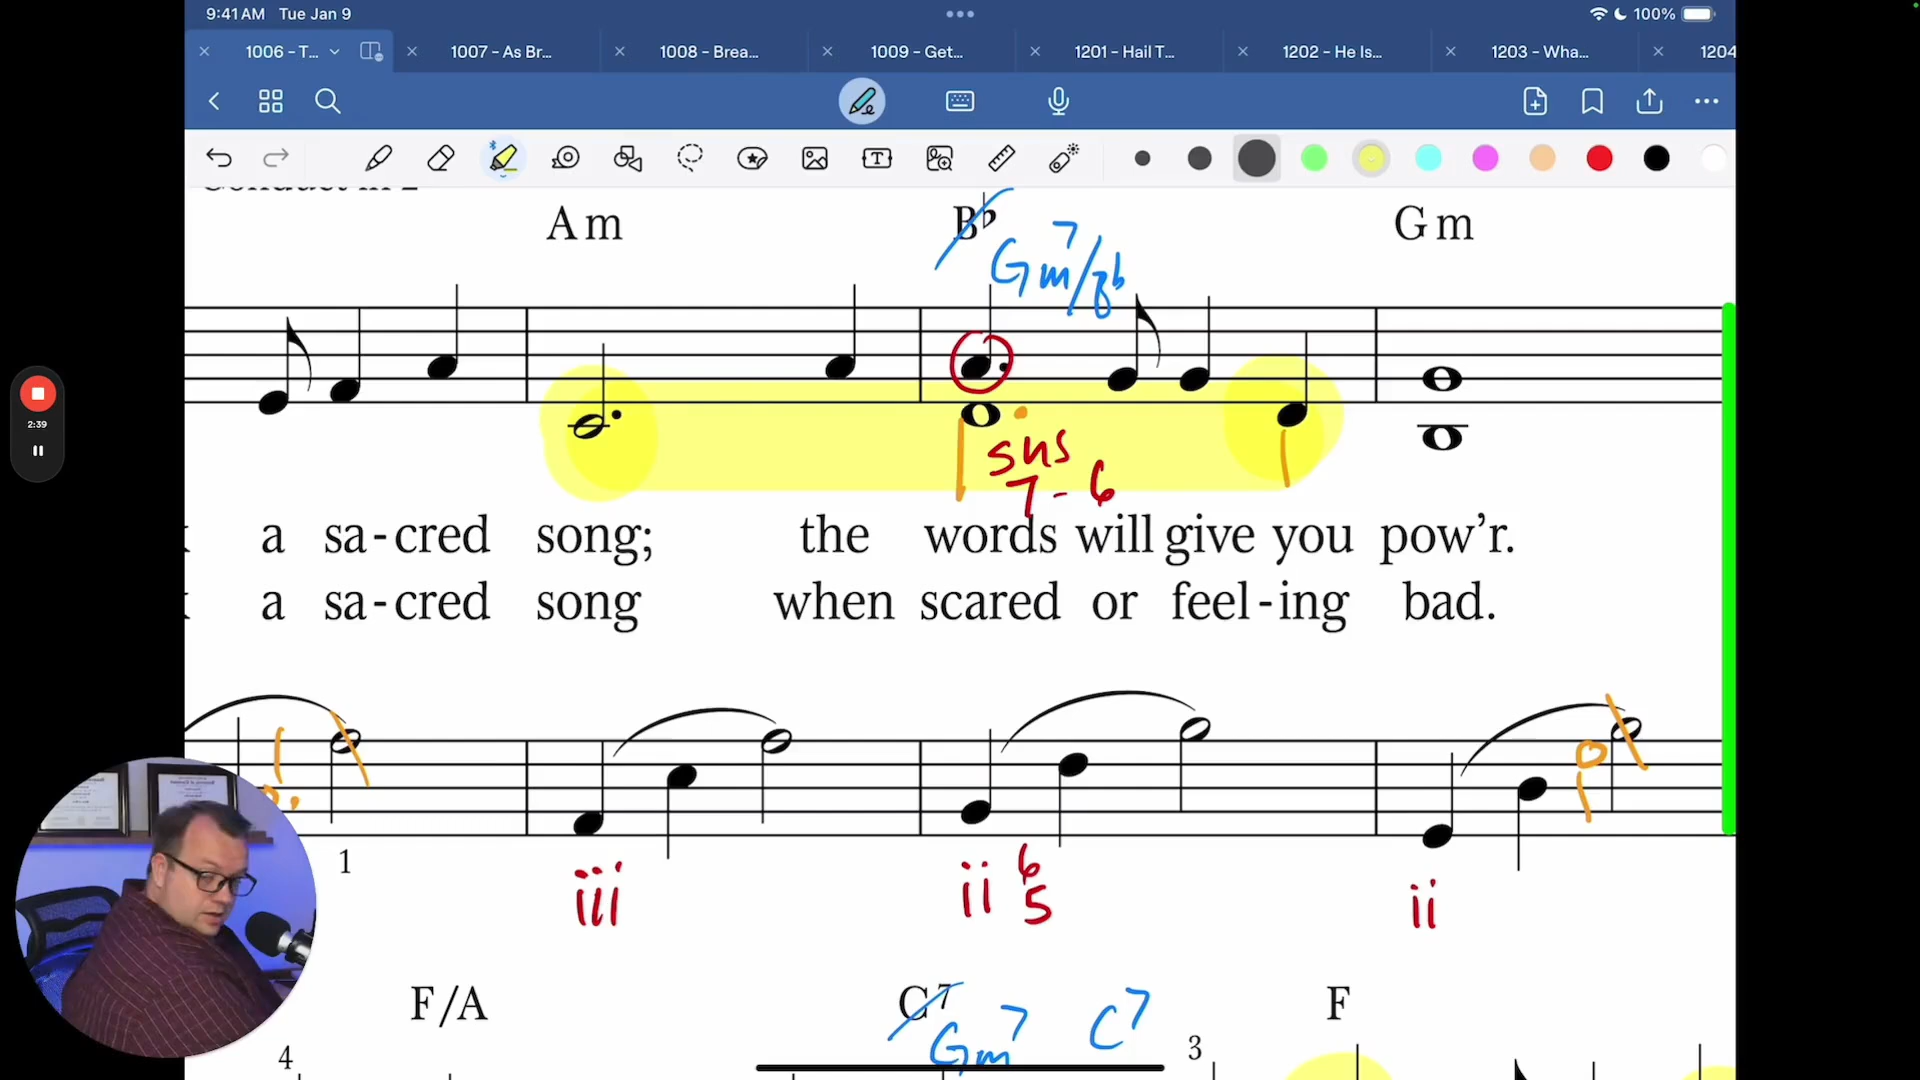 9:41 AM Tue Jan 9 100%
1006 - T... 1007 - As Br... 1008 - Brea... 1009 - Get... 1201 - Hail T... 1202 - He Is... 1203 - Wha... 1204
Am B♭ Gm
Gm7/B♭
2:39
sus
7 - 6
a sa-cred song; the words will give you pow'r.
a sa-cred song when scared or feel-ing bad.
1
iii ii 6 5 ii
F/A C7 F
Gm7 C7
4 3